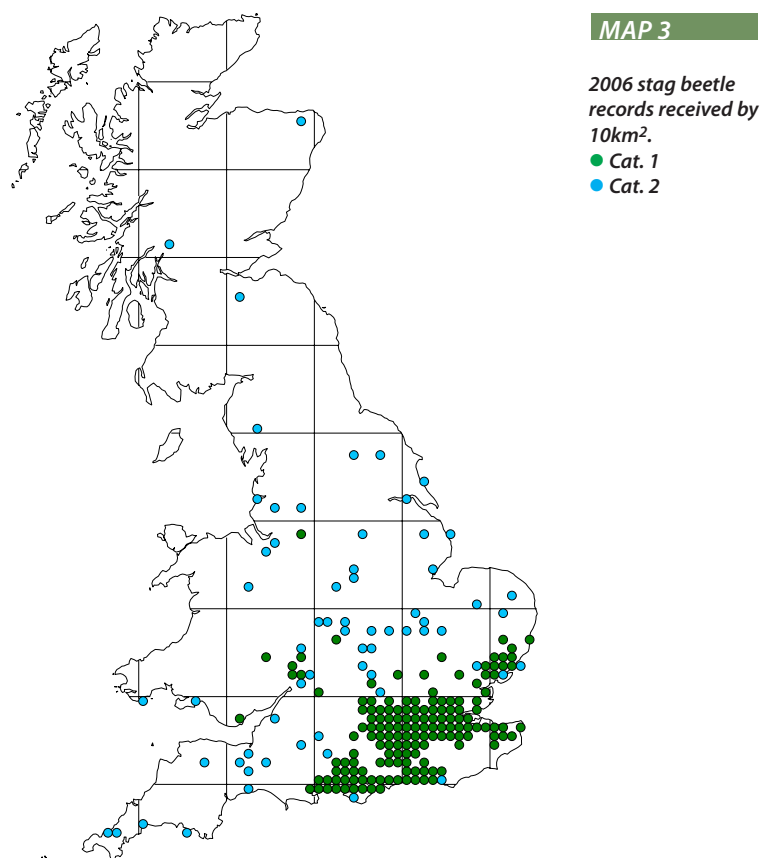 MAP 3
2006 stag beetle
records received by
10km².
Cat. 1
Cat. 2